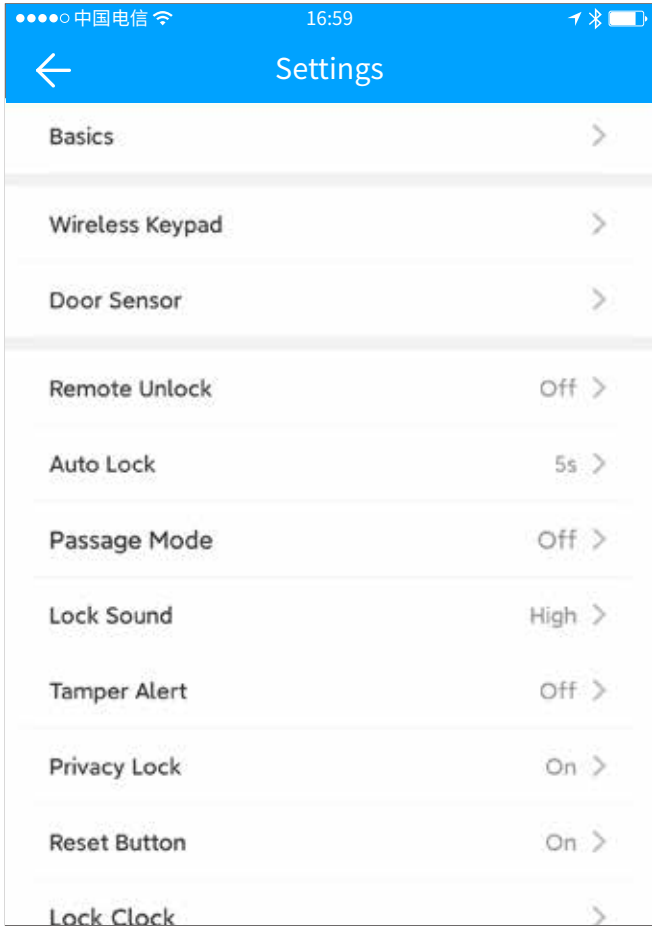 中国电信 16:59
Settings
Basics
Wireless Keypad
Door Sensor
Remote Unlock Off
Auto Lock 5s
Passage Mode Off
Lock Sound High
Tamper Alert Off
Privacy Lock On
Reset Button On
Lock Clock